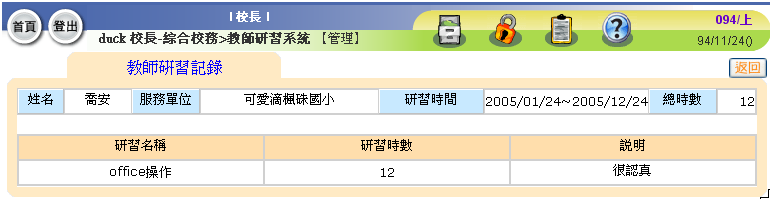 首頁
登出
| 校長 |
094/上
duck 校長-綜合校務>教師研習系統 【管理】
94/11/24()
教師研習記錄
返回
姓名 喬安 服務單位 可愛滴楓珠國小 研習時間 2005/01/24~2005/12/24 總時數 12
研習名稱 研習時數 說明
office操作 12 很認真